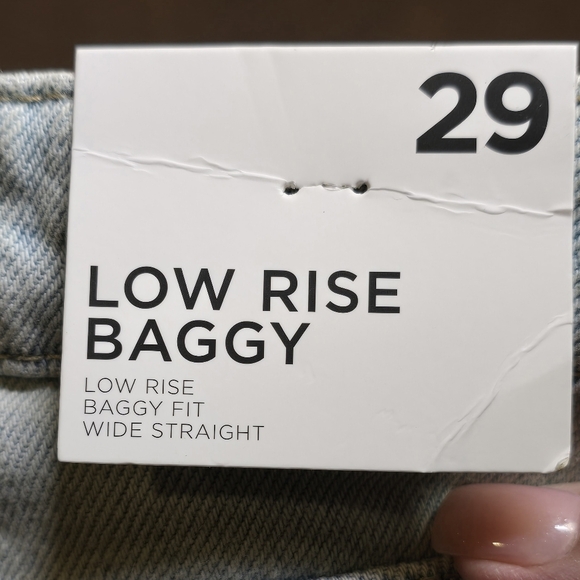 29
LOW RISE
BAGGY
LOW RISE
BAGGY FIT
WIDE STRAIGHT